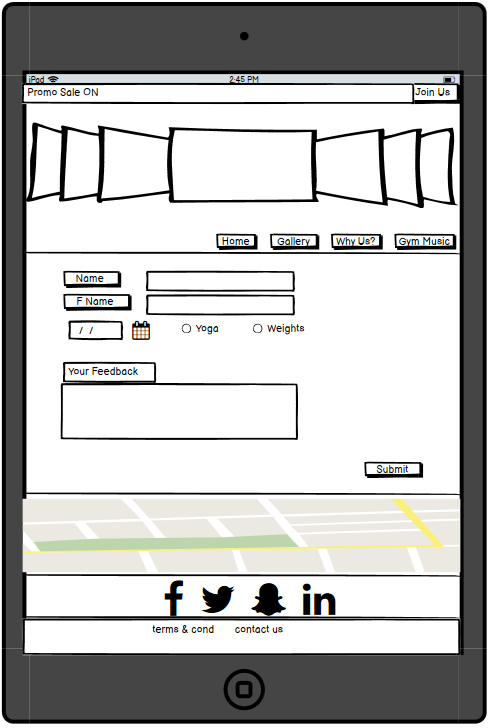 iPad 2:45 PM
Promo Sale ON Join Us
Home Gallery Why Us? Gym Music
Name
F Name
/ / Yoga Weights
Your Feedback
Submit
terms & cond contact us